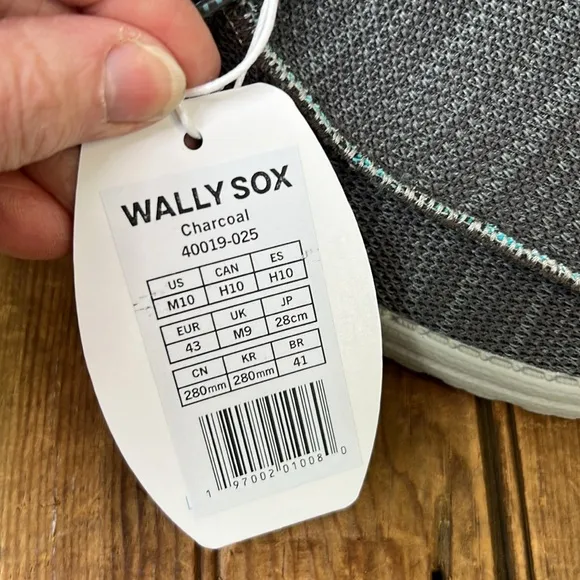 WALLY SOX
Charcoal
40019-025
US CAN ES
M10 H10 H10
EUR UK JP
43 M9 28cm
CN KR BR
280mm 280mm 41
1 97002 01008 0